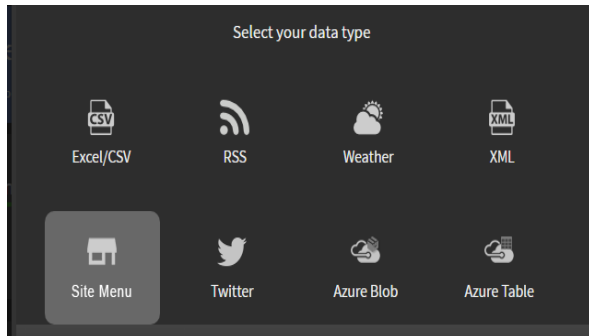 Select your data type
CSV
XML
Excel/CSV
RSS
Weather
XML
Site Menu
Twitter
Azure Blob
Azure Table